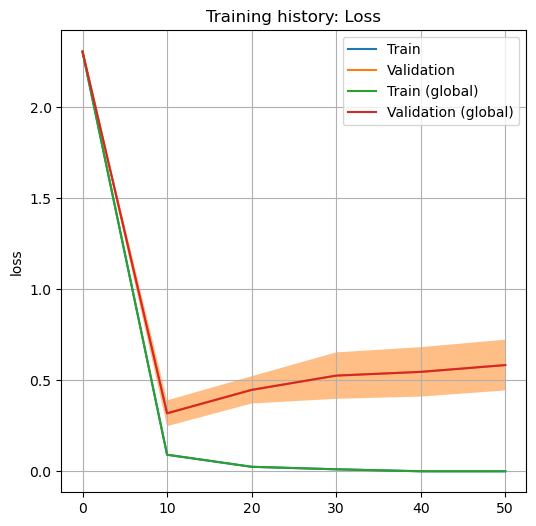 Training history: Loss
Train
Validation
Train (global)
Validation (global)
loss
2.0
1.5
1.0
0.5
0.0
0 10 20 30 40 50